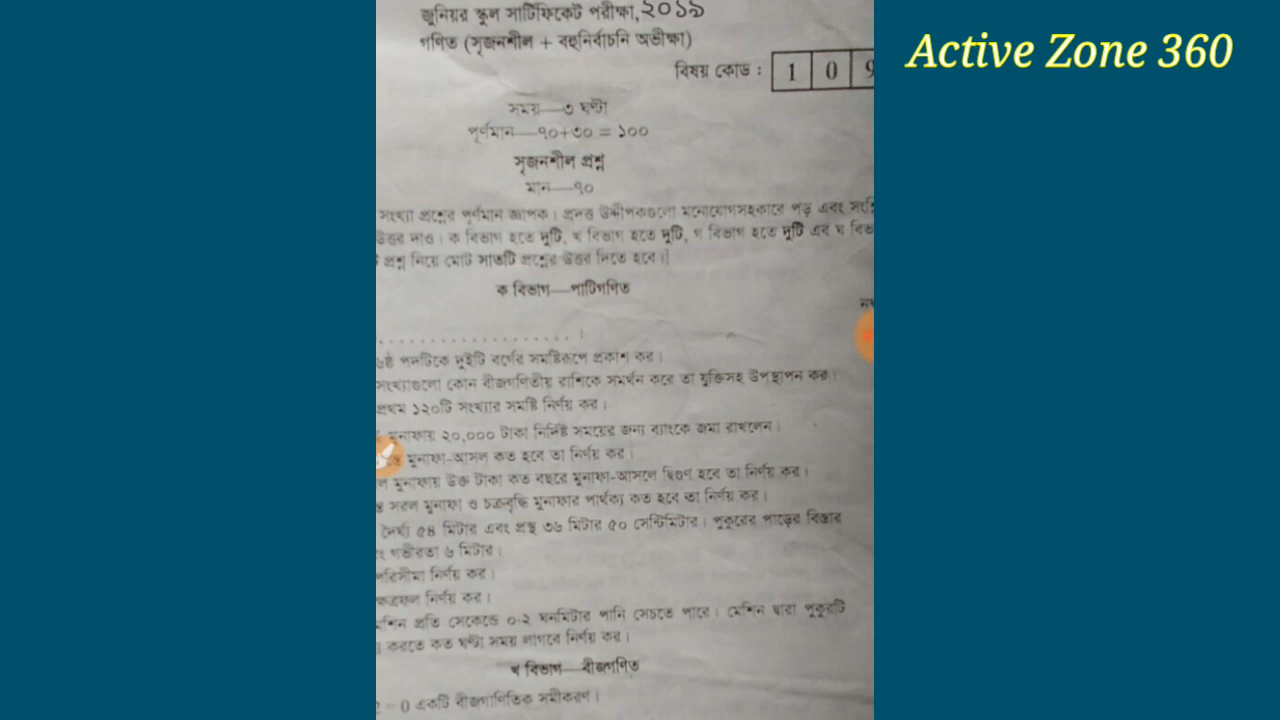 জুনিয়র স্কুল সার্টিফিকেট পরীক্ষা, ২০১৯
গণিত (সৃজনশীল + বহুনির্বাচনি অভীক্ষা)
Active Zone 360
বিষয় কোড : 1 0 9
সময়—৩ ঘণ্টা
পূর্ণমান—৭০+৩০ = ১০০
সৃজনশীল প্রশ্ন
মান—৭০
সংখ্যা প্রশ্নের পূর্ণমান জ্ঞাপক। প্রদত্ত উদ্দীপকগুলো মনোযোগসহকারে পড় এবং
উত্তর দাও। ক বিভাগ হতে দুটি, খ বিভাগ হতে দুটি, গ বিভাগ হতে দুটি এবং ঘ
প্রশ্ন নিয়ে মোট সাতটি প্রশ্নের উত্তর দিতে হবে।]
ক বিভাগ—পাটিগণিত
. . . . . . . . . . . . . . . . . . . ।
৬ষ্ঠ পদটিকে দুইটি বর্গের সমষ্টিরূপে প্রকাশ কর।
সংখ্যাগুলো কোন বীজগণিতীয় রাশিকে সমর্থন করে তা যুক্তিসহ উপস্থাপন কর।
প্রথম ১২০টি সংখ্যার সমষ্টি নির্ণয় কর।
মুনাফায় ২০,০০০ টাকা নির্দিষ্ট সময়ের জন্য ব্যাংকে জমা রাখলেন।
মুনাফা-আসল কত হবে তা নির্ণয় কর।
মুনাফায় উক্ত টাকা কত বছরে মুনাফা-আসলে দ্বিগুণ হবে তা নির্ণয় কর।
সরল মুনাফা ও চক্রবৃদ্ধি মুনাফার পার্থক্য কত হবে তা নির্ণয় কর।
দৈর্ঘ্য ৫৪ মিটার এবং প্রস্থ ৩৬ মিটার ৫০ সেন্টিমিটার। পুকুরের পাড়ের বিস্তার
গভীরতা ৬ মিটার।
পরিসীমা নির্ণয় কর।
নির্ণয় কর।
প্রতি সেকেন্ডে ০·২ ঘনমিটার পানি সেচতে পারে। মেশিন দ্বারা পুকুরটি
করতে কত ঘণ্টা সময় লাগবে নির্ণয় কর।
খ বিভাগ—বীজগণিত
= 0 একটি বীজগাণিতিক সমীকরণ।